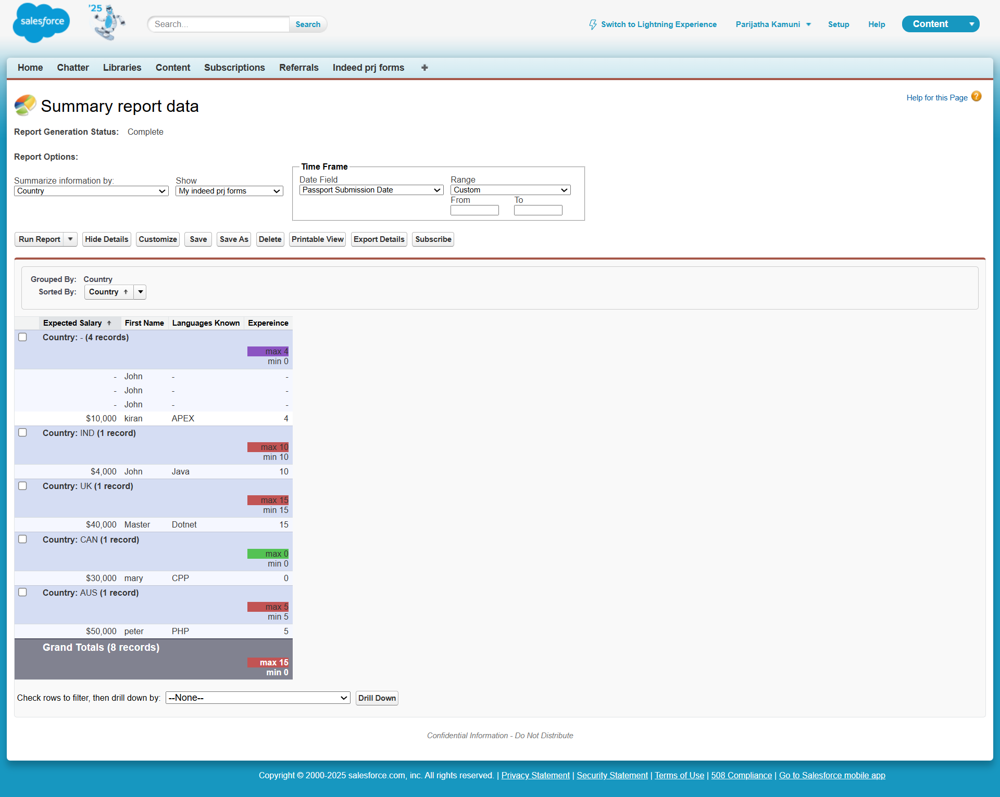 salesforce
'25
Search...
Search
Switch to Lightning Experience
Parijatha Kamuni
Setup
Help
Content
Home Chatter Libraries Content Subscriptions Referrals Indeed prj forms
Summary report data
Help for this Page ?
Report Generation Status: Complete
Report Options:
Summarize information by:
Country
Show
My indeed prj forms
Time Frame
Date Field
Passport Submission Date
Range
Custom
From To
Run Report Hide Details Customize Save Save As Delete Printable View Export Details Subscribe
Grouped By: Country
Sorted By: Country ↑
Expected Salary ↑ First Name Languages Known Expereince
Country: - (4 records)
max 4
min 0
- John - -
- John - -
- John - -
$10,000 kiran APEX 4
Country: IND (1 record)
max 10
min 10
$4,000 John Java 10
Country: UK (1 record)
max 15
min 15
$40,000 Master Dotnet 15
Country: CAN (1 record)
max 0
min 0
$30,000 mary CPP 0
Country: AUS (1 record)
max 5
min 5
$50,000 peter PHP 5
Grand Totals (8 records)
max 15
min 0
Check rows to filter, then drill down by: --None-- Drill Down
Confidential Information - Do Not Distribute
Copyright © 2000-2025 salesforce.com, inc. All rights reserved. | Privacy Statement | Security Statement | Terms of Use | 508 Compliance | Go to Salesforce mobile app